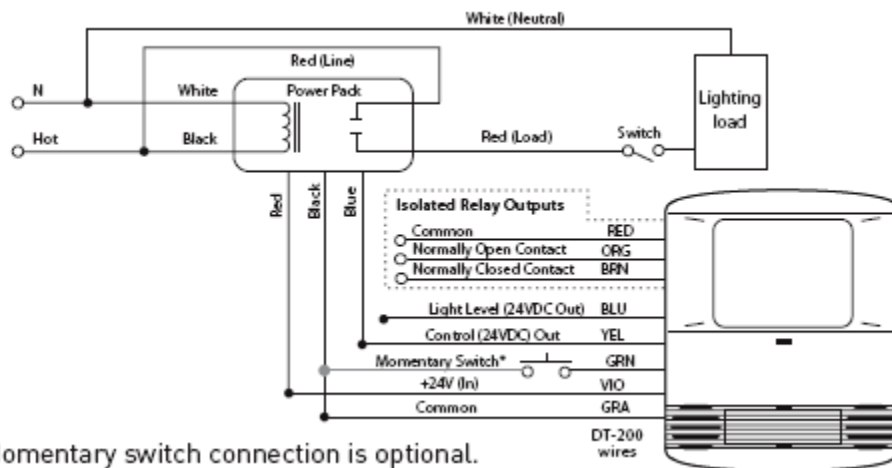 White (Neutral)
Red (Line)
N
White
Power Pack
Lighting
load
Hot
Black
Red (Load)
Switch
Red
Black
Blue
Isolated Relay Outputs
Common RED
Normally Open Contact ORG
Normally Closed Contact BRN
Light Level (24VDC Out) BLU
Control (24VDC) Out YEL
Momentary Switch* GRN
+24V (In) VIO
Common GRA
DT-200
wires
omentary switch connection is optional.